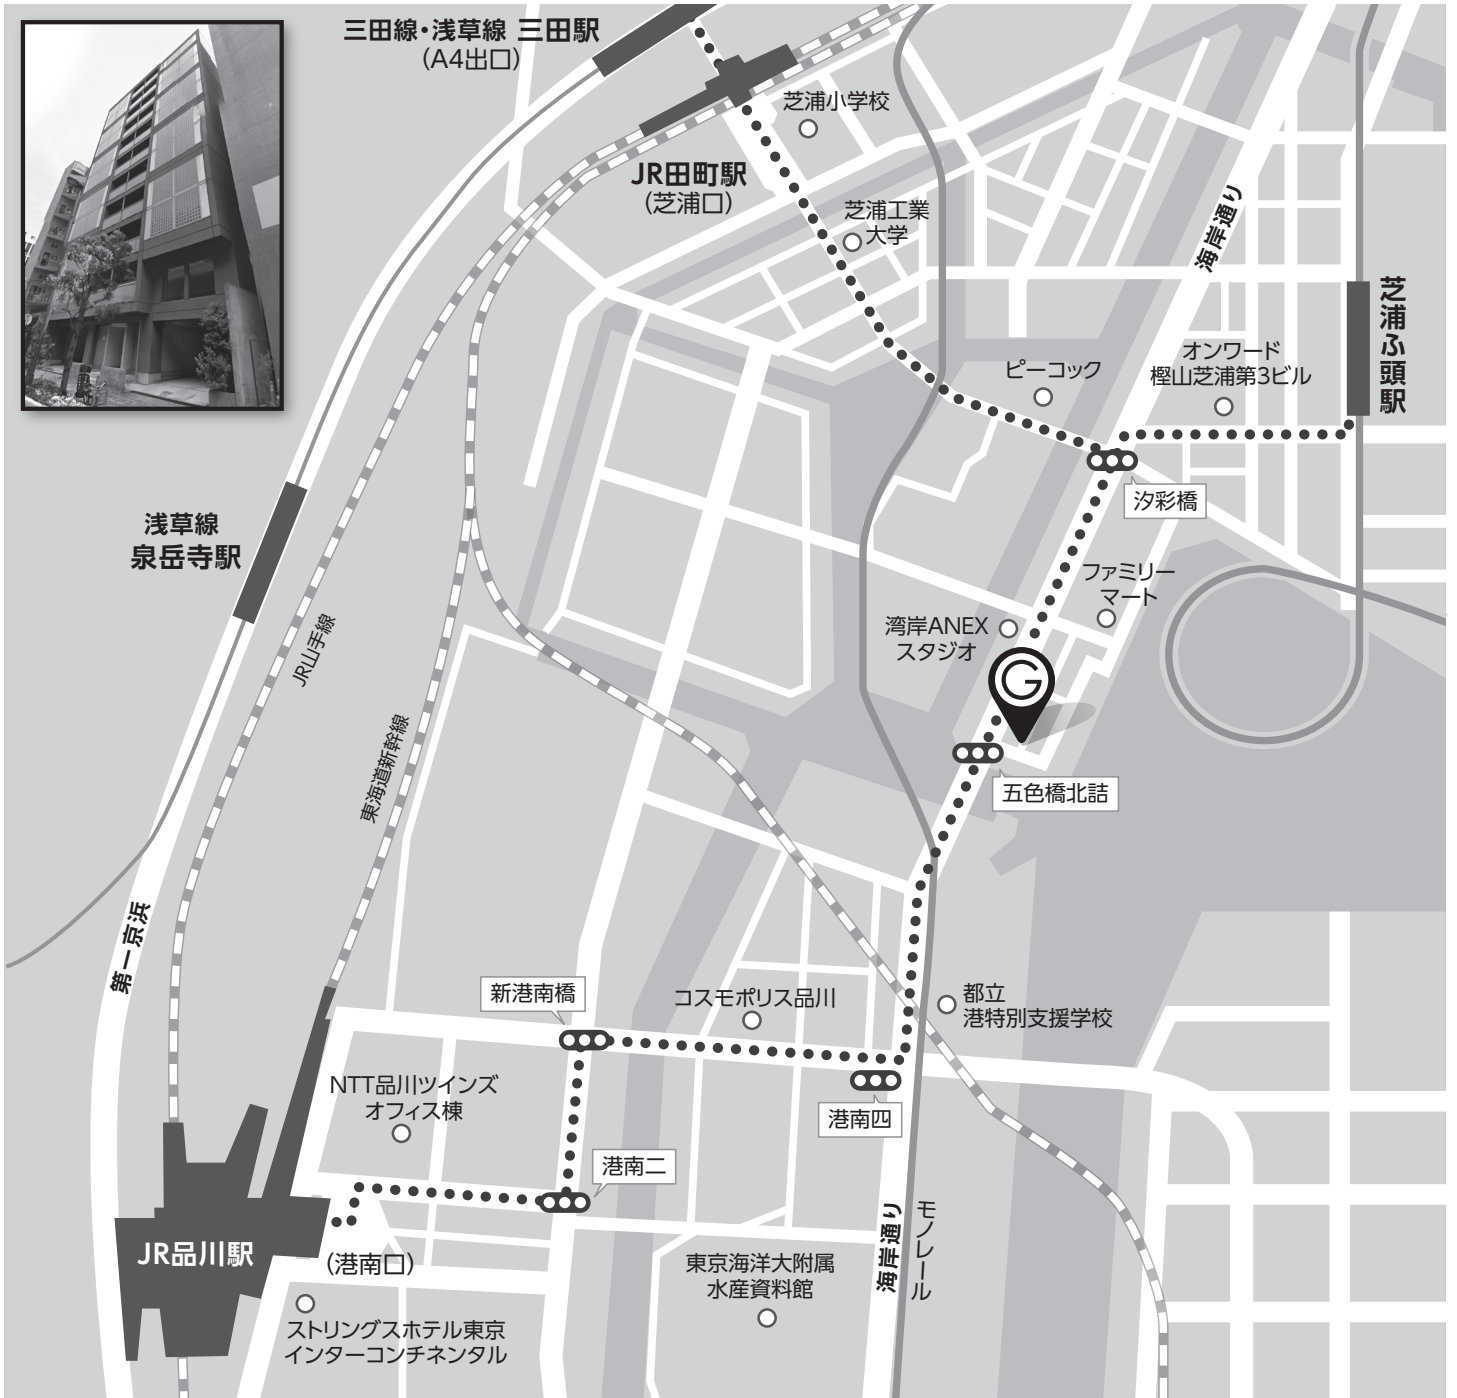 三田線・浅草線 三田駅
(A4出口)
芝浦小学校
JR田町駅
(芝浦口)
芝浦工業
大学
海岸通り
芝浦ふ頭駅
ピーコック
オンワード
樫山芝浦第3ビル
汐彩橋
浅草線
泉岳寺駅
ファミリー
マート
湾岸ANEX
スタジオ
G
JR山手線
東海道新幹線
五色橋北詰
第一京浜
新港南橋
コスモポリス品川
都立
港特別支援学校
NTT品川ツインズ
オフィス棟
港南四
港南二
海岸通り
モノレール
JR品川駅
(港南口)
東京海洋大附属
水産資料館
ストリングスホテル東京
インターコンチネンタル